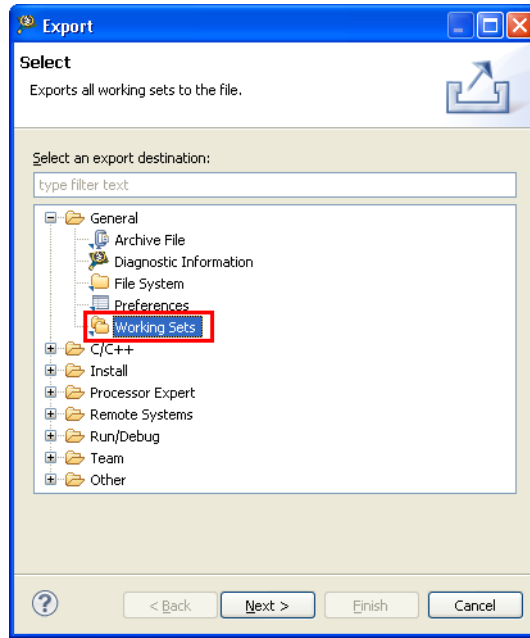 Export
Select
Exports all working sets to the file.
Select an export destination:
type filter text
General
Archive File
Diagnostic Information
File System
Preferences
Working Sets
C/C++
Install
Processor Expert
Remote Systems
Run/Debug
Team
Other
?
< Back Next > Finish Cancel